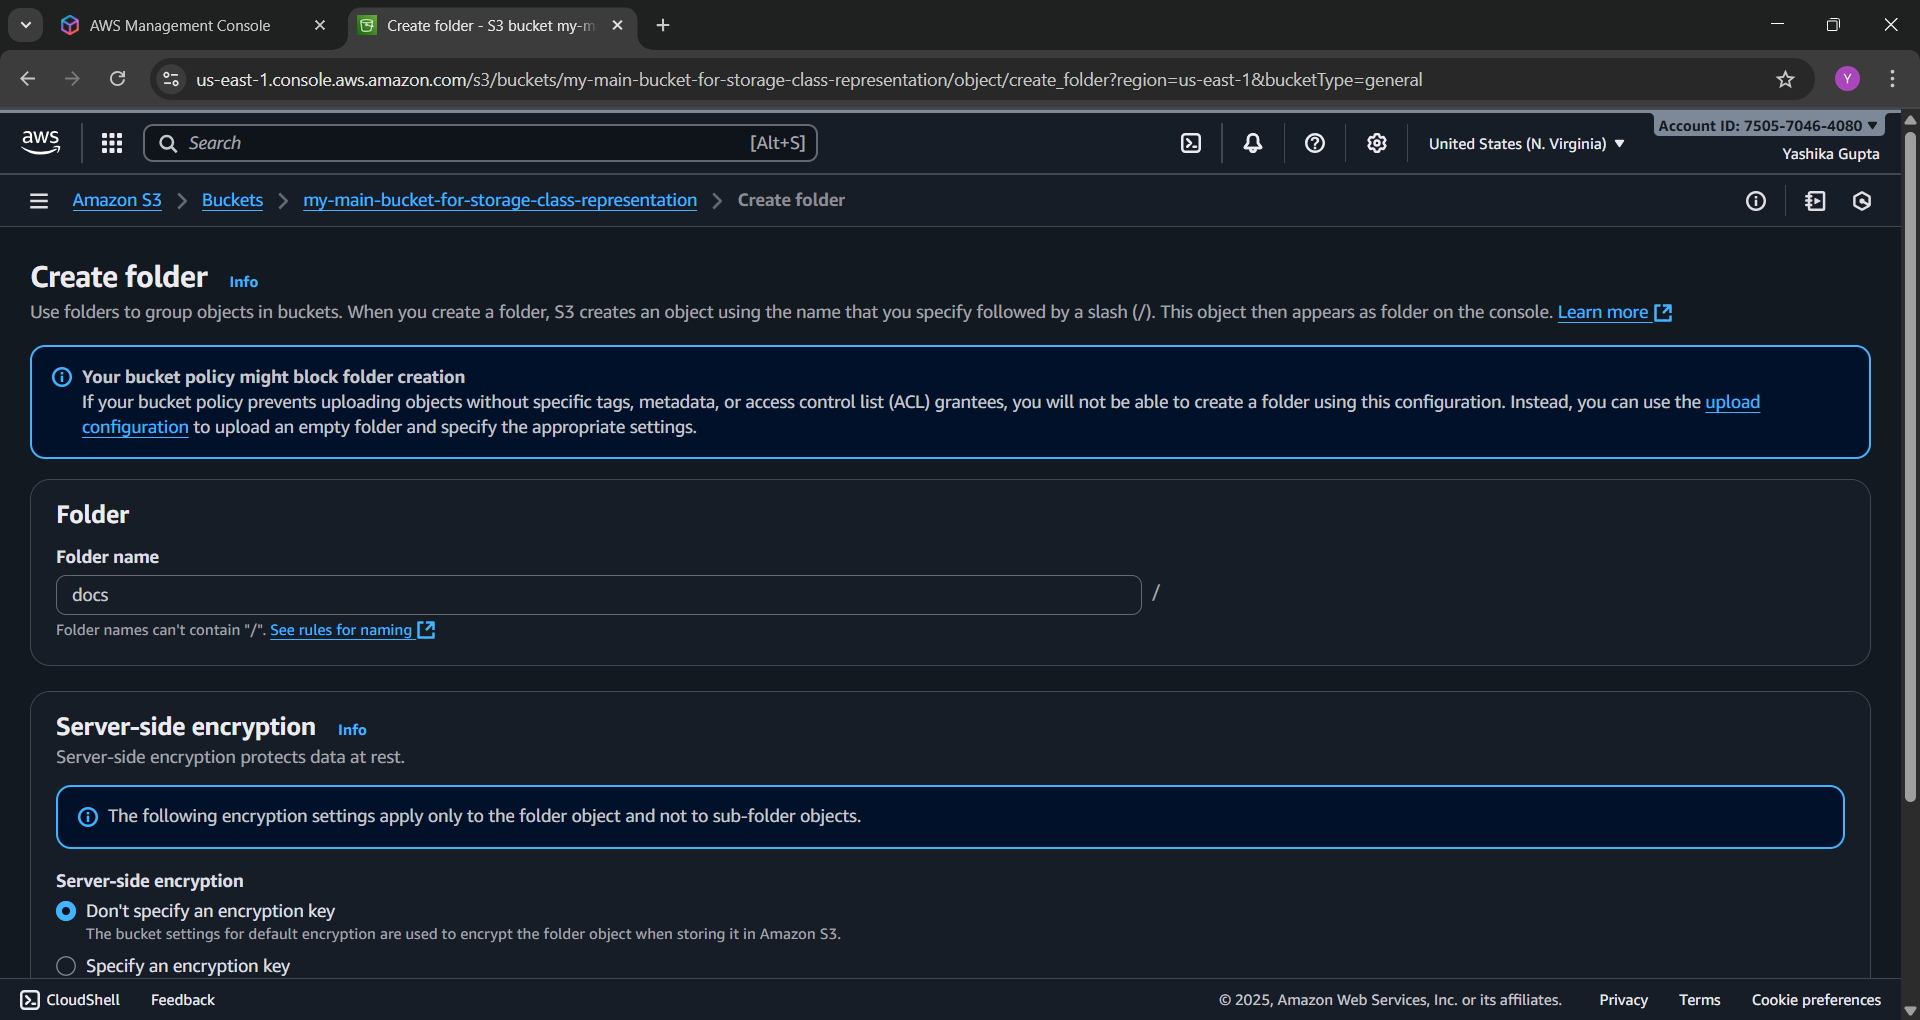 AWS Management Console
Create folder - S3 bucket my-m
us-east-1.console.aws.amazon.com/s3/buckets/my-main-bucket-for-storage-class-representation/object/create_folder?region=us-east-1&bucketType=general
Y
aws
Search
[Alt+S]
United States (N. Virginia)
Account ID: 7505-7046-4080
Yashika Gupta
Amazon S3 > Buckets > my-main-bucket-for-storage-class-representation > Create folder
Create folder Info
Use folders to group objects in buckets. When you create a folder, S3 creates an object using the name that you specify followed by a slash (/). This object then appears as folder on the console. Learn more
Your bucket policy might block folder creation
If your bucket policy prevents uploading objects without specific tags, metadata, or access control list (ACL) grantees, you will not be able to create a folder using this configuration. Instead, you can use the upload
configuration to upload an empty folder and specify the appropriate settings.
Folder
Folder name
docs /
Folder names can't contain "/". See rules for naming
Server-side encryption Info
Server-side encryption protects data at rest.
The following encryption settings apply only to the folder object and not to sub-folder objects.
Server-side encryption
Don't specify an encryption key
The bucket settings for default encryption are used to encrypt the folder object when storing it in Amazon S3.
Specify an encryption key
CloudShell Feedback © 2025, Amazon Web Services, Inc. or its affiliates. Privacy Terms Cookie preferences